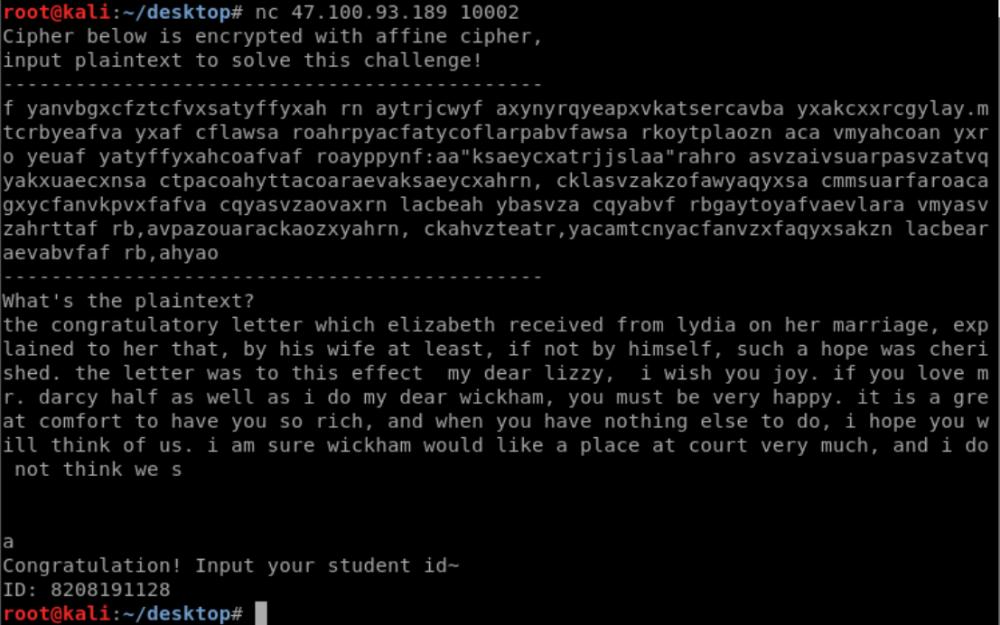 root@kali:~/desktop# nc 47.100.93.189 10002
Cipher below is encrypted with affine cipher,
input plaintext to solve this challenge!
---------------------------------------------
f yanvbgxcfztcfvxsatyffyxah rn aytrjcwyf axynyrqyeapxvkatsercavba yxakcxxrcgylay.m
tcrbyeafva yxaf cflawsa roahrpyacfatycoflarpabvfawsa rkoytplaozn aca vmyahcoan yxr
o yeuaf yatyffyxahcoafvaf roayppynf:aa"ksaeycxatrjjslaa"rahro asvzaivsuarpasvzatvq
yakxuaecxnsa ctpacoahyttacoaraevaksaeycxahrn, cklasvzakzofawyaqyxsa cmmsuarfaroaca
gxycfanvkpvxfafva cqyasvzaovaxrn lacbeah ybasvza cqyabvf rbgaytoyafvaevlara vmyasv
zahrttaf rb,avpazouarackaozxyahrn, ckahvzteatr,yacamtcnyacfanvzxfaqyxsakzn lacbear
aevabvfaf rb,ahyao
---------------------------------------------
What's the plaintext?
the congratulatory letter which elizabeth received from lydia on her marriage, exp
lained to her that, by his wife at least, if not by himself, such a hope was cheri
shed. the letter was to this effect  my dear lizzy,  i wish you joy. if you love m
r. darcy half as well as i do my dear wickham, you must be very happy. it is a gre
at comfort to have you so rich, and when you have nothing else to do, i hope you w
ill think of us. i am sure wickham would like a place at court very much, and i do
 not think we s
a
Congratulation! Input your student id~
ID: 8208191128
root@kali:~/desktop#